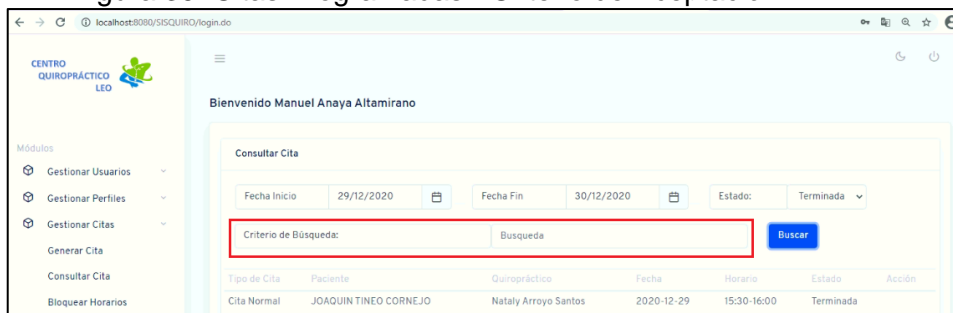 localhost:8080/SISQUIRO/login.do
CENTRO
QUIROPRÁCTICO
LEO
Bienvenido Manuel Anaya Altamirano
Módulos
Gestionar Usuarios
Gestionar Perfiles
Gestionar Citas
Generar Cita
Consultar Cita
Bloquear Horarios
Consultar Cita
Fecha Inicio 29/12/2020 Fecha Fin 30/12/2020 Estado: Terminada
Criterio de Búsqueda: Busqueda Buscar
Tipo de Cita Paciente Quiropráctico Fecha Horario Estado Acción
Cita Normal JOAQUIN TINEO CORNEJO Nataly Arroyo Santos 2020-12-29 15:30-16:00 Terminada